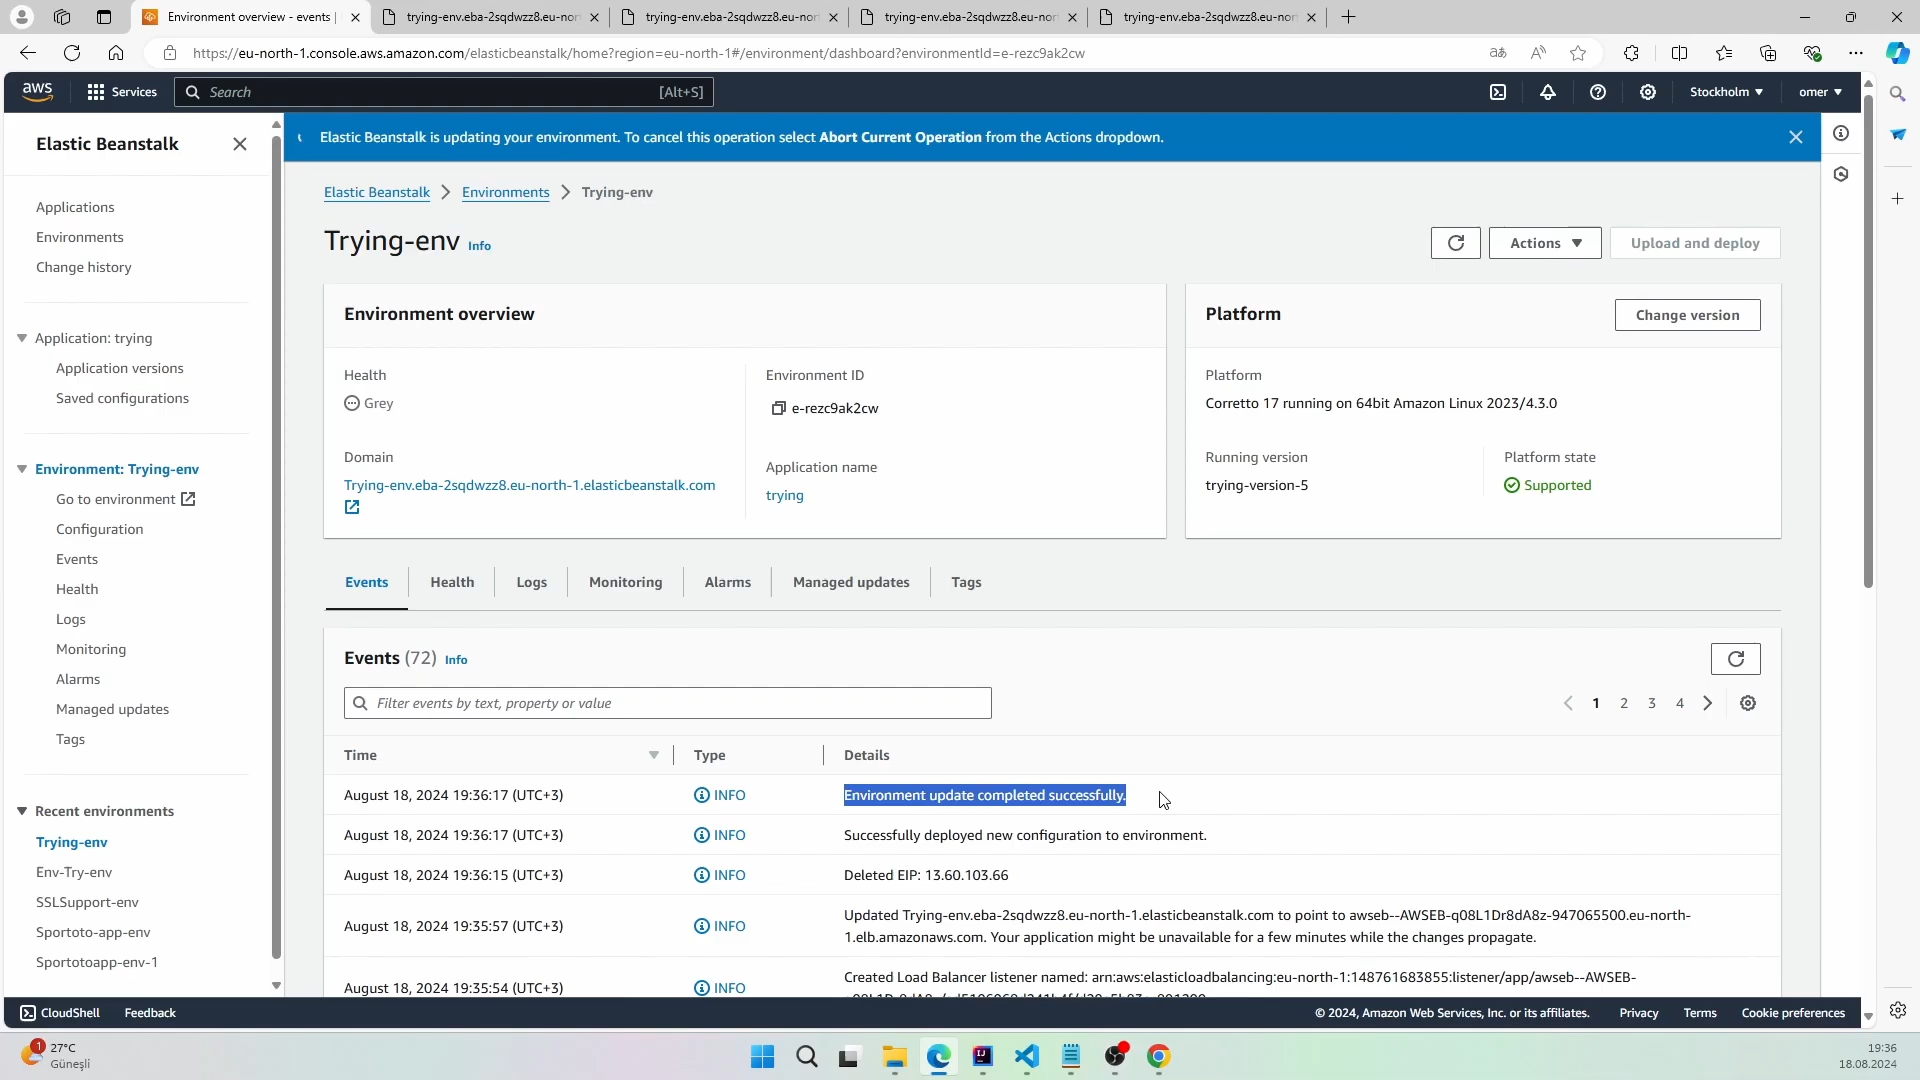 Environment overview - events |
trying-env.eba-2sqdwzz8.eu-nor
trying-env.eba-2sqdwzz8.eu-nor
trying-env.eba-2sqdwzz8.eu-nor
trying-env.eba-2sqdwzz8.eu-nor
https://eu-north-1.console.aws.amazon.com/elasticbeanstalk/home?region=eu-north-1#/environment/dashboard?environmentId=e-rezc9ak2cw
aws
Services
Search
[Alt+S]
Stockholm
omer
Elastic Beanstalk
Elastic Beanstalk is updating your environment. To cancel this operation select Abort Current Operation from the Actions dropdown.
Applications
Environments
Change history
Application: trying
Application versions
Saved configurations
Environment: Trying-env
Go to environment
Configuration
Events
Health
Logs
Monitoring
Alarms
Managed updates
Tags
Recent environments
Trying-env
Env-Try-env
SSLSupport-env
Sportoto-app-env
Sportotoapp-env-1
Elastic Beanstalk > Environments > Trying-env
Trying-env Info
Actions
Upload and deploy
Environment overview
Health
Grey
Environment ID
e-rezc9ak2cw
Domain
Trying-env.eba-2sqdwzz8.eu-north-1.elasticbeanstalk.com
Application name
trying
Platform
Change version
Platform
Corretto 17 running on 64bit Amazon Linux 2023/4.3.0
Running version
trying-version-5
Platform state
Supported
Events
Health
Logs
Monitoring
Alarms
Managed updates
Tags
Events (72) Info
Filter events by text, property or value
1 2 3 4
Time Type Details
August 18, 2024 19:36:17 (UTC+3) INFO Environment update completed successfully.
August 18, 2024 19:36:17 (UTC+3) INFO Successfully deployed new configuration to environment.
August 18, 2024 19:36:15 (UTC+3) INFO Deleted EIP: 13.60.103.66
August 18, 2024 19:35:57 (UTC+3) INFO Updated Trying-env.eba-2sqdwzz8.eu-north-1.elasticbeanstalk.com to point to awseb--AWSEB-q08L1Dr8dA8z-947065500.eu-north-
1.elb.amazonaws.com. Your application might be unavailable for a few minutes while the changes propagate.
August 18, 2024 19:35:54 (UTC+3) INFO Created Load Balancer listener named: arn:aws:elasticloadbalancing:eu-north-1:148761683855:listener/app/awseb--AWSEB-
CloudShell
Feedback
© 2024, Amazon Web Services, Inc. or its affiliates.
Privacy
Terms
Cookie preferences
1
27°C
Güneşli
19:36
18.08.2024